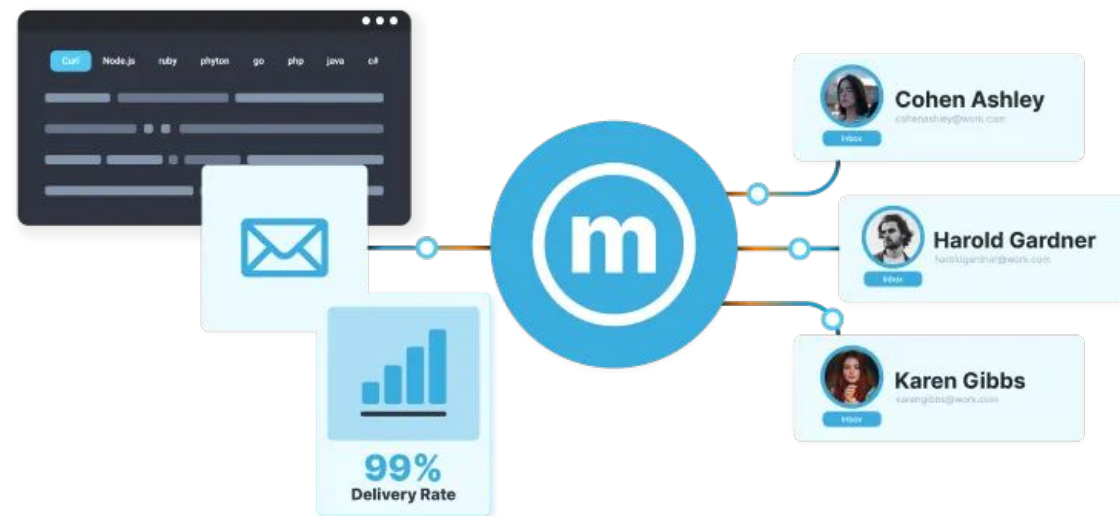 Curl Node.js ruby phyton go php java c#
m
99%
Delivery Rate
Cohen Ashley
cohenashley@work.com
Inbox
Harold Gardner
haroldgardner@work.com
Inbox
Karen Gibbs
karengibbs@work.com
Inbox